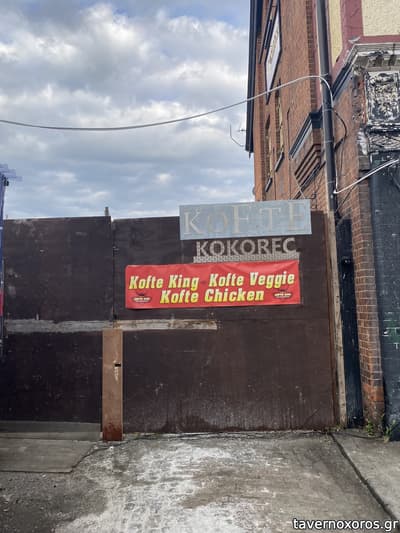 KOFTE
KOKOREC
Kofte King Kofte Veggie
Kofte Chicken
tavernoxoros.gr